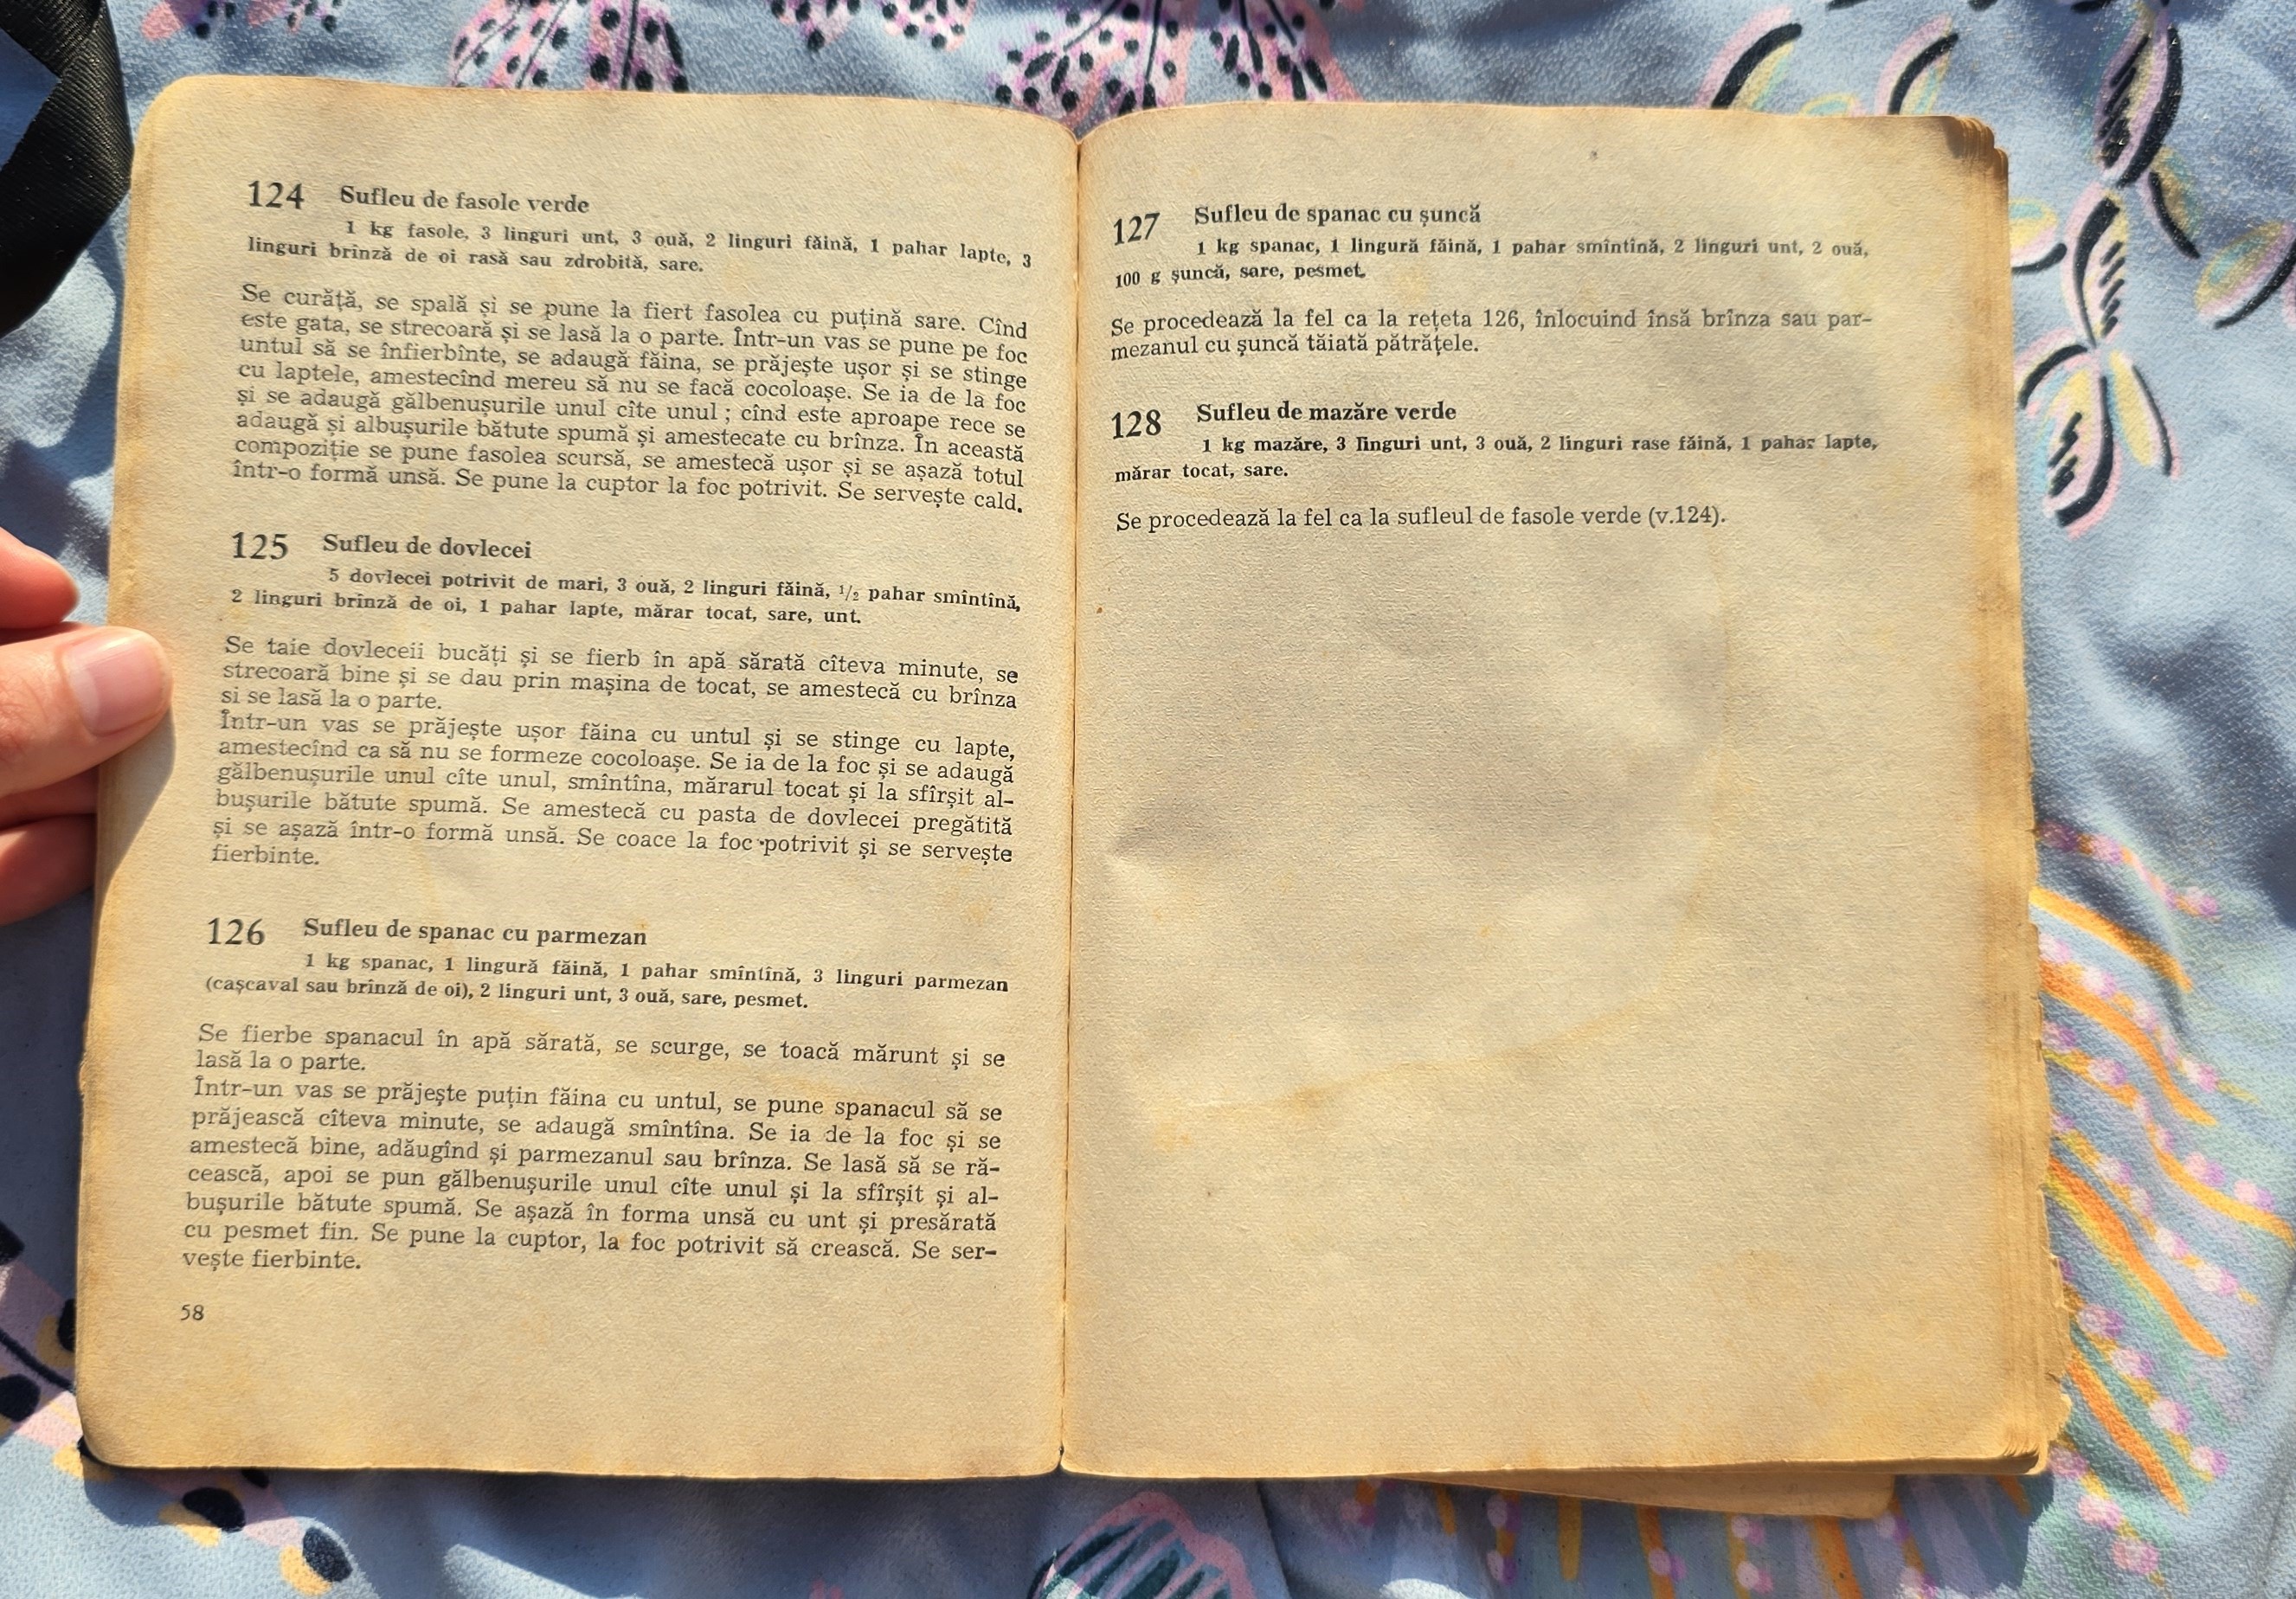 124 Sufleu de fasole verde
1 kg fasole, 3 linguri unt, 3 ouă, 2 linguri făină, 1 pahar lapte, 3
linguri brînză de oi rasă sau zdrobită, sare.
Se curăță, se spală și se pune la fiert fasolea cu puțină sare. Cînd
este gata, se strecoară și se lasă la o parte. Într-un vas se pune pe foc
untul să se înfierbînte, se adaugă făina, se prăjește ușor și se stinge
cu laptele, amestecînd mereu să nu se facă cocoloașe. Se ia de la foc
și se adaugă gălbenușurile unul cîte unul ; cînd este aproape rece se
adaugă și albușurile bătute spumă și amestecate cu brînza. În această
compoziție se pune fasolea scursă, se amestecă ușor și se așază totul
într-o formă unsă. Se pune la cuptor la foc potrivit. Se servește cald.
125 Sufleu de dovlecei
5 dovlecei potrivit de mari, 3 ouă, 2 linguri făină, 1/2 pahar smîntînă,
2 linguri brînză de oi, 1 pahar lapte, mărar tocat, sare, unt.
Se taie dovleceii bucăți și se fierb în apă sărată cîteva minute, se
strecoară bine și se dau prin mașina de tocat, se amestecă cu brînza
si se lasă la o parte.
Într-un vas se prăjește ușor făina cu untul și se stinge cu lapte,
amestecînd ca să nu se formeze cocoloașe. Se ia de la foc și se adaugă
gălbenușurile unul cîte unul, smîntîna, mărarul tocat și la sfîrșit al-
bușurile bătute spumă. Se amestecă cu pasta de dovlecei pregătită
și se așază într-o formă unsă. Se coace la foc potrivit și se servește
fierbinte.
126 Sufleu de spanac cu parmezan
1 kg spanac, 1 lingură făină, 1 pahar smîntînă, 3 linguri parmezan
(cașcaval sau brînză de oi), 2 linguri unt, 3 ouă, sare, pesmet.
Se fierbe spanacul în apă sărată, se scurge, se toacă mărunt și se
lasă la o parte.
Într-un vas se prăjește puțin făina cu untul, se pune spanacul să se
prăjească cîteva minute, se adaugă smîntîna. Se ia de la foc și se
amestecă bine, adăugînd și parmezanul sau brînza. Se lasă să se ră-
cească, apoi se pun gălbenușurile unul cîte unul și la sfîrșit și al-
bușurile bătute spumă. Se așază în forma unsă cu unt și presărată
cu pesmet fin. Se pune la cuptor, la foc potrivit să crească. Se ser-
vește fierbinte.
58
127 Sufleu de spanac cu șuncă
1 kg spanac, 1 lingură făină, 1 pahar smîntînă, 2 linguri unt, 2 ouă,
100 g șuncă, sare, pesmet.
Se procedează la fel ca la rețeta 126, înlocuind însă brînza sau par-
mezanul cu șuncă tăiată pătrățele.
128 Sufleu de mazăre verde
1 kg mazăre, 3 linguri unt, 3 ouă, 2 linguri rase făină, 1 pahar lapte,
mărar tocat, sare.
Se procedează la fel ca la sufleul de fasole verde (v.124).